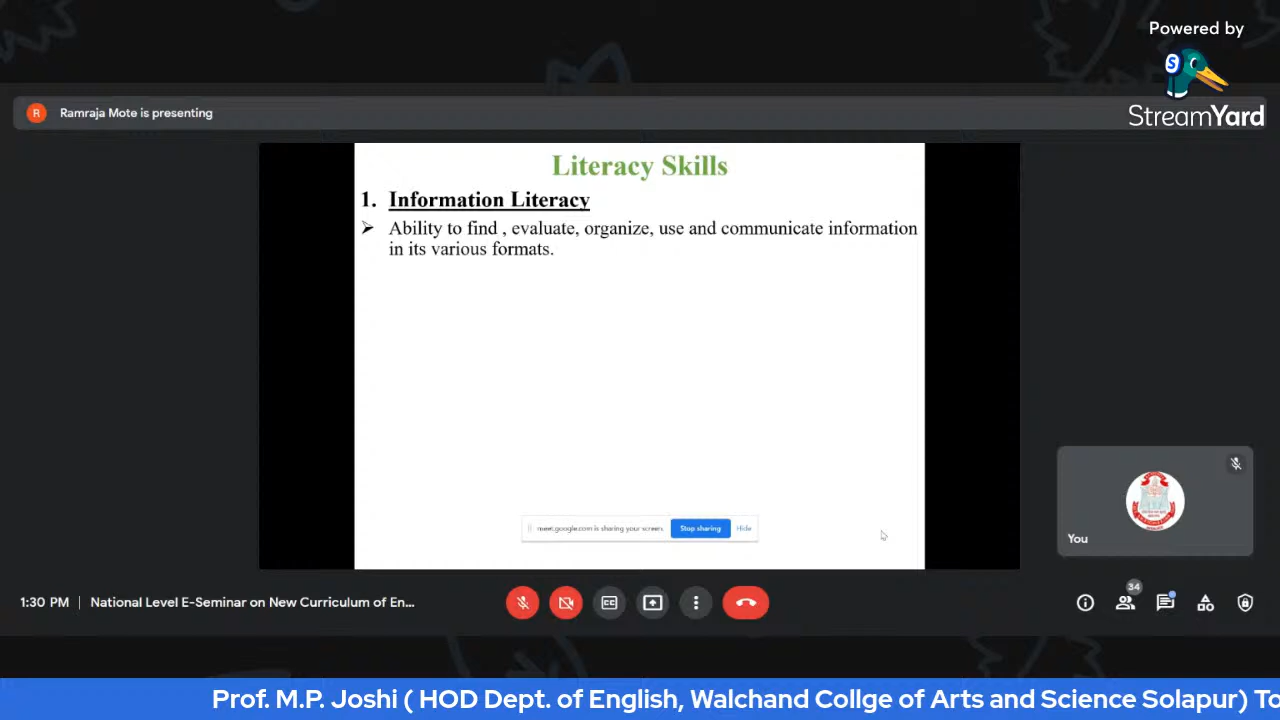 Powered by
StreamYard
R
Ramraja Mote is presenting
Literacy Skills
1. Information Literacy
➢ Ability to find , evaluate, organize, use and communicate information
in its various formats.
meet.google.com is sharing your screen.
Stop sharing
Hide
You
1:30 PM | National Level E-Seminar on New Curriculum of En...
CC
34
Prof. M.P. Joshi ( HOD Dept. of English, Walchand Collge of Arts and Science Solapur) To